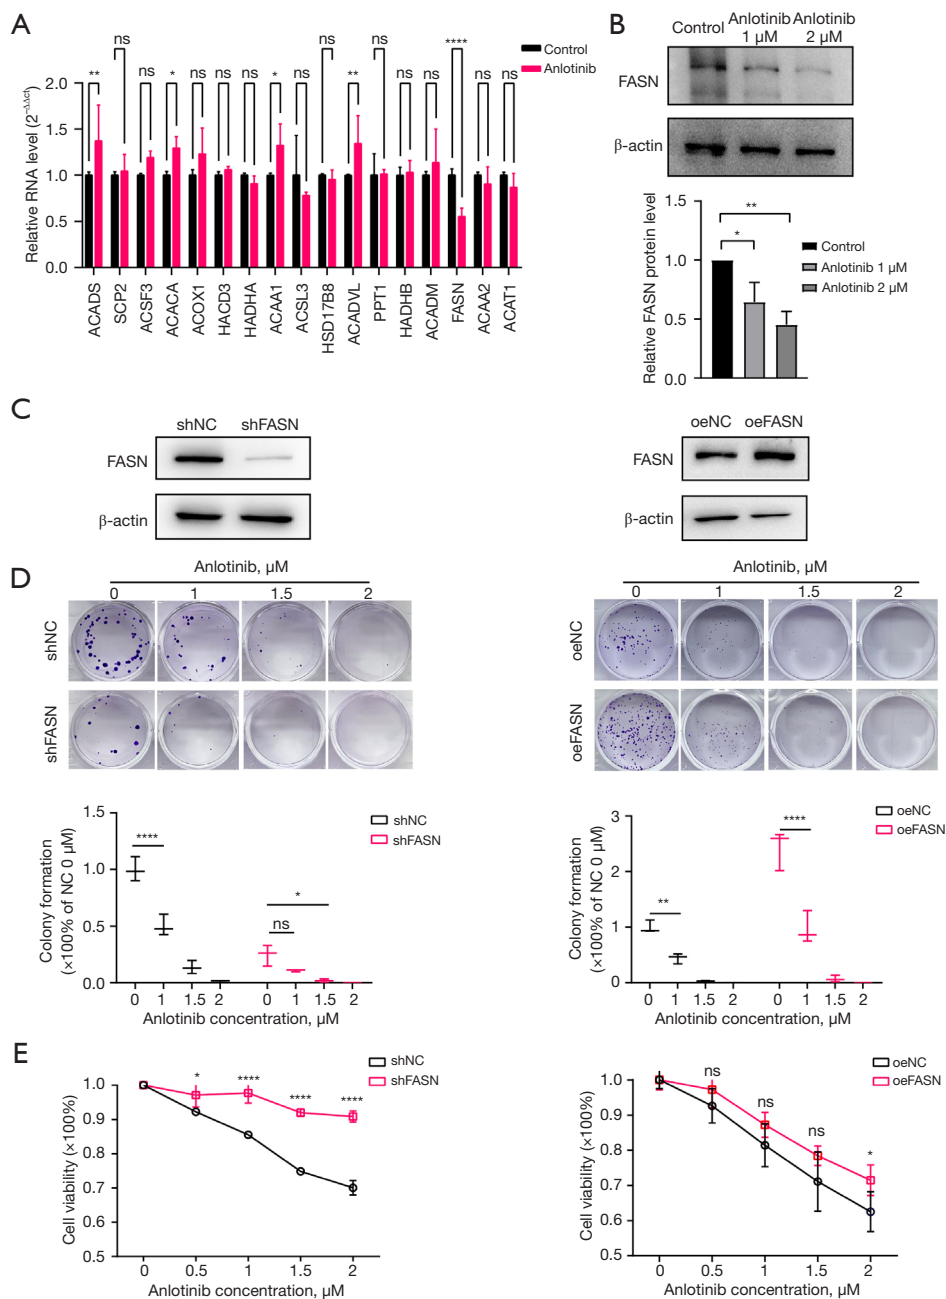 A
ns
ns
****
**
ns
*
ns
ns
ns
*
ns
ns
**
ns
ns
ns
ns
ns
Control
Anlotinib
Relative RNA level (2⁻ΔΔct)
2.0
1.5
1.0
0.5
0.0
ACADS
SCP2
ACSF3
ACACA
ACOX1
HACD3
HADHA
ACAA1
ACSL3
HSD17B8
ACADVL
PPT1
HADHB
ACADM
FASN
ACAA2
ACAT1
B
Control
Anlotinib 1 μM
Anlotinib 2 μM
FASN
β-actin
Relative FASN protein level
1.5
1.0
0.5
0.0
**
*
Control
Anlotinib 1 μM
Anlotinib 2 μM
C
shNC shFASN
FASN
β-actin
oeNC oeFASN
FASN
β-actin
D
Anlotinib, μM
0 1 1.5 2
shNC
shFASN
Anlotinib, μM
0 1 1.5 2
oeNC
oeFASN
Colony formation
(×100% of NC 0 μM)
1.5
1.0
0.5
0.0
****
*
ns
shNC
shFASN
0 1 1.5 2 0 1 1.5 2
Anlotinib concentration, μM
Colony formation
(×100% of NC 0 μM)
3
2
1
0
**
****
oeNC
oeFASN
0 1 1.5 2 0 1 1.5 2
Anlotinib concentration, μM
E
Cell viability (×100%)
1.0
0.9
0.8
0.7
0.6
0.5
* **** **** ****
shNC
shFASN
0 0.5 1 1.5 2
Anlotinib concentration, μM
Cell viability (×100%)
1.0
0.9
0.8
0.7
0.6
0.5
ns ns ns *
oeNC
oeFASN
0 0.5 1 1.5 2
Anlotinib concentration, μM